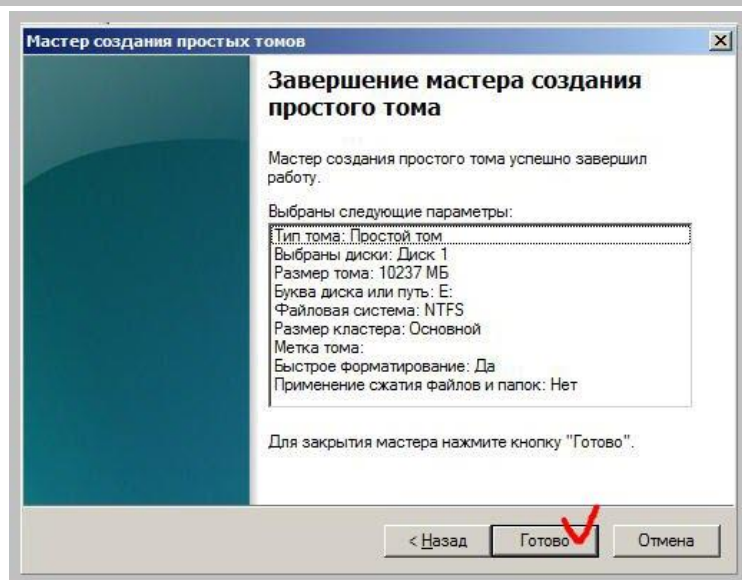 Мастер создания простых томов
Завершение мастера создания
простого тома
Мастер создания простого тома успешно завершил
работу.
Выбраны следующие параметры:
Тип тома: Простой том
Выбраны диски: Диск 1
Размер тома: 10237 МБ
Буква диска или путь: E:
Файловая система: NTFS
Размер кластера: Основной
Метка тома:
Быстрое форматирование: Да
Применение сжатия файлов и папок: Нет
Для закрытия мастера нажмите кнопку "Готово".
< Назад
Готово
Отмена